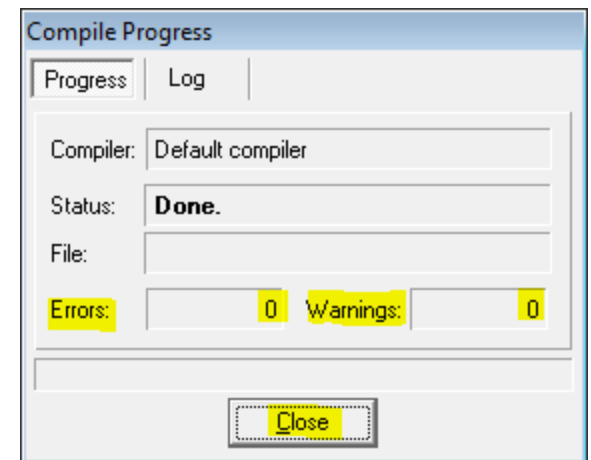 Compile Progress
Progress Log
Compiler: Default compiler
Status: Done.
File:
Errors: 0 Warnings: 0
Close